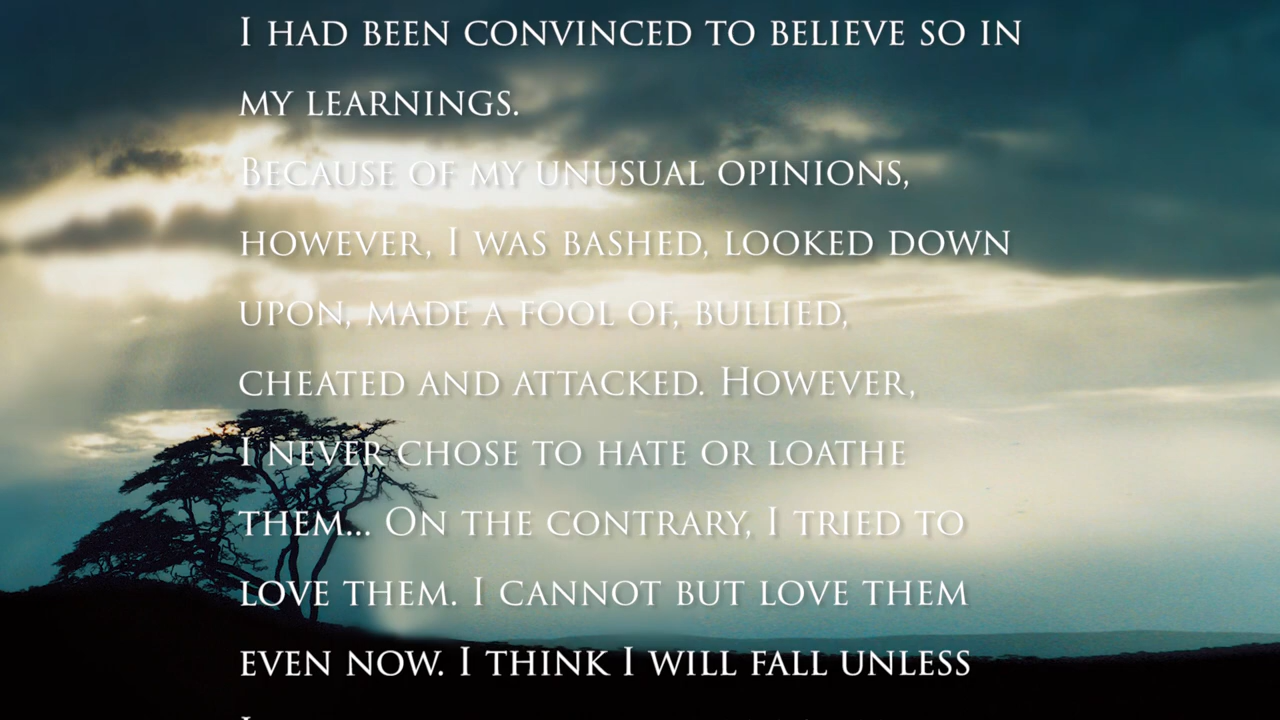 I had been convinced to believe so in
my learnings.
Because of my unusual opinions,
however, I was bashed, looked down
upon, made a fool of, bullied,
cheated and attacked. However,
I never chose to hate or loathe
them... On the contrary, I tried to
love them. I cannot but love them
even now. I think I will fall unless